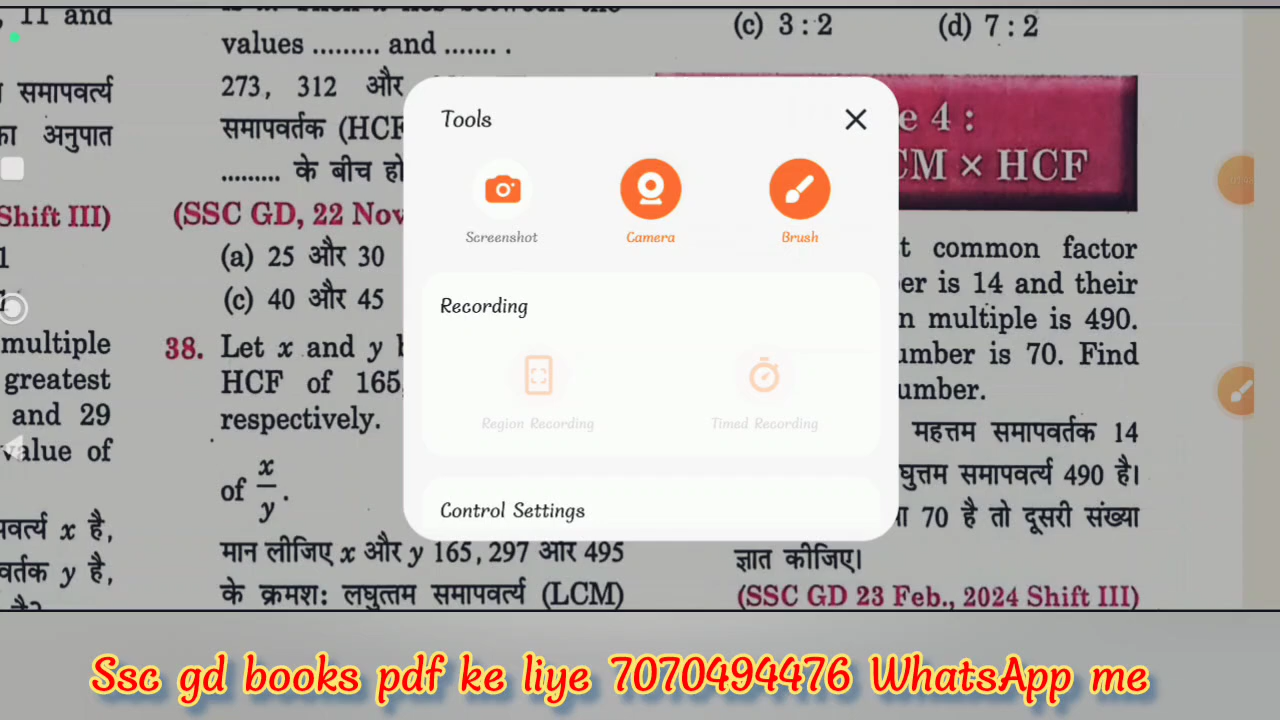 , 11 and
समापवर्त्य
का अनुपात
Shift III)
1
multiple
greatest
and 29
value of
पवर्त्य x है,
वर्तक y है,
values ......... and ....... .
273, 312 और
समापवर्तक (HCF
......... के बीच हो
(SSC GD, 22 Nov
(a) 25 और 30
(c) 40 और 45
38. Let x and y b
HCF of 165,
respectively.
of x/y.
मान लीजिए x और y 165, 297 और 495
के क्रमश: लघुत्तम समापवर्त्य (LCM)
Tools
Screenshot
Camera
Brush
Recording
Region Recording
Timed Recording
Control Settings
(c) 3 : 2 (d) 7 : 2
e 4 :
CM × HCF
t common factor
er is 14 and their
n multiple is 490.
umber is 70. Find
umber.
महत्तम समापवर्तक 14
घुत्तम समापवर्त्य 490 है।
70 है तो दूसरी संख्या
ज्ञात कीजिए।
(SSC GD 23 Feb., 2024 Shift III)
Ssc gd books pdf ke liye 7070494476 WhatsApp me